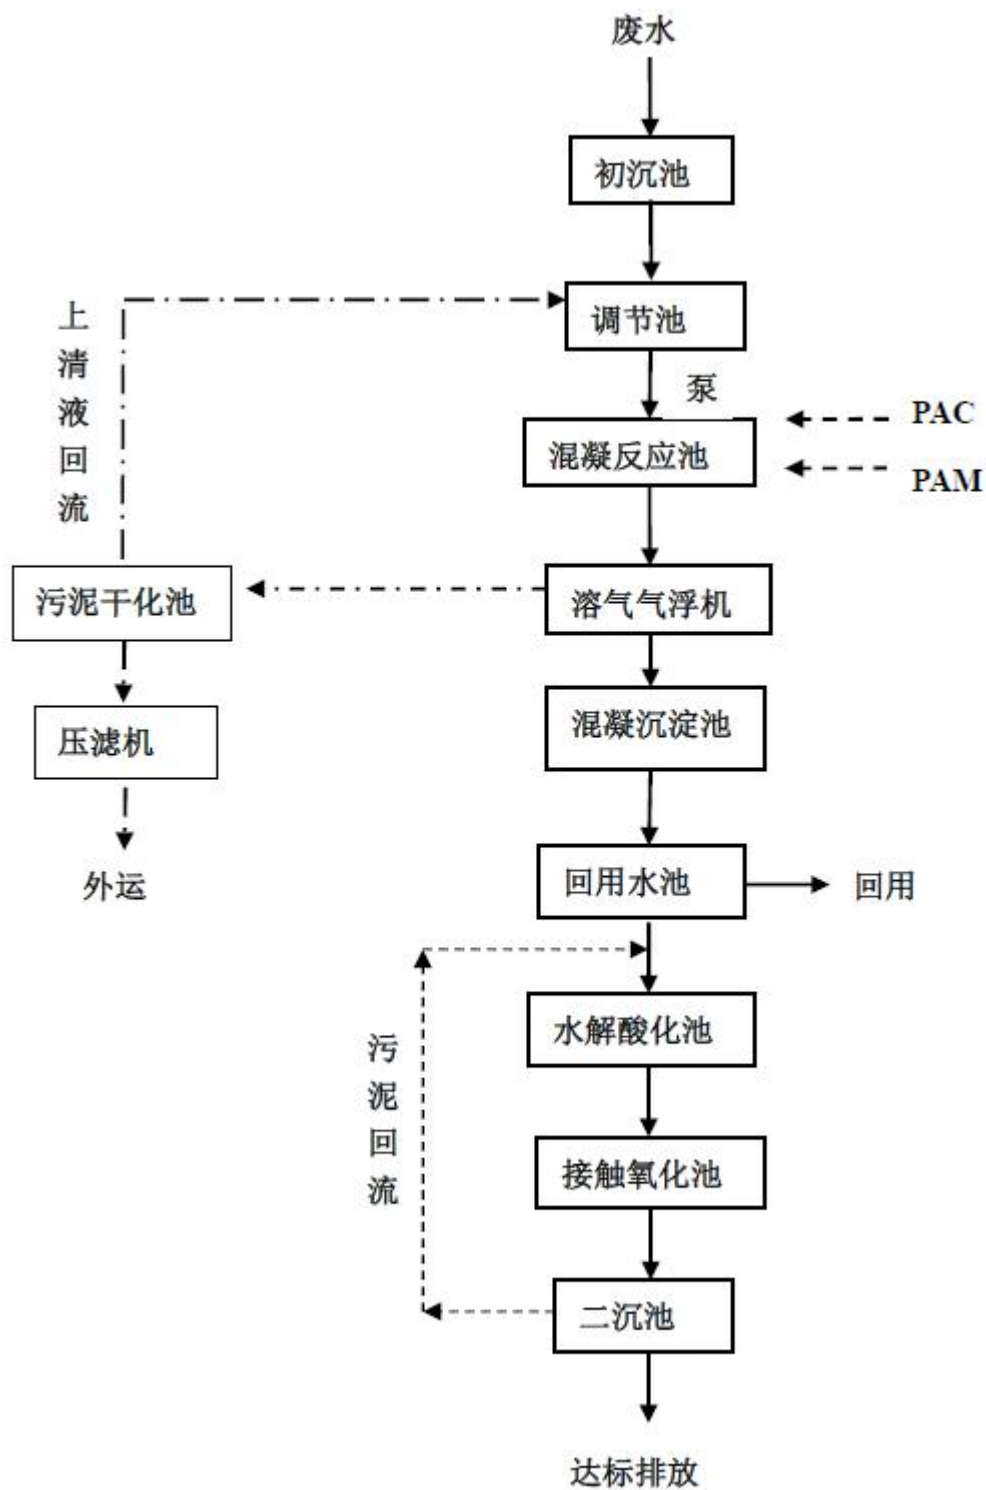 废水
初沉池
调节池
上清液回流
泵
PAC
混凝反应池
PAM
污泥干化池
溶气气浮机
压滤机
混凝沉淀池
外运
回用水池
回用
水解酸化池
污泥回流
接触氧化池
二沉池
达标排放